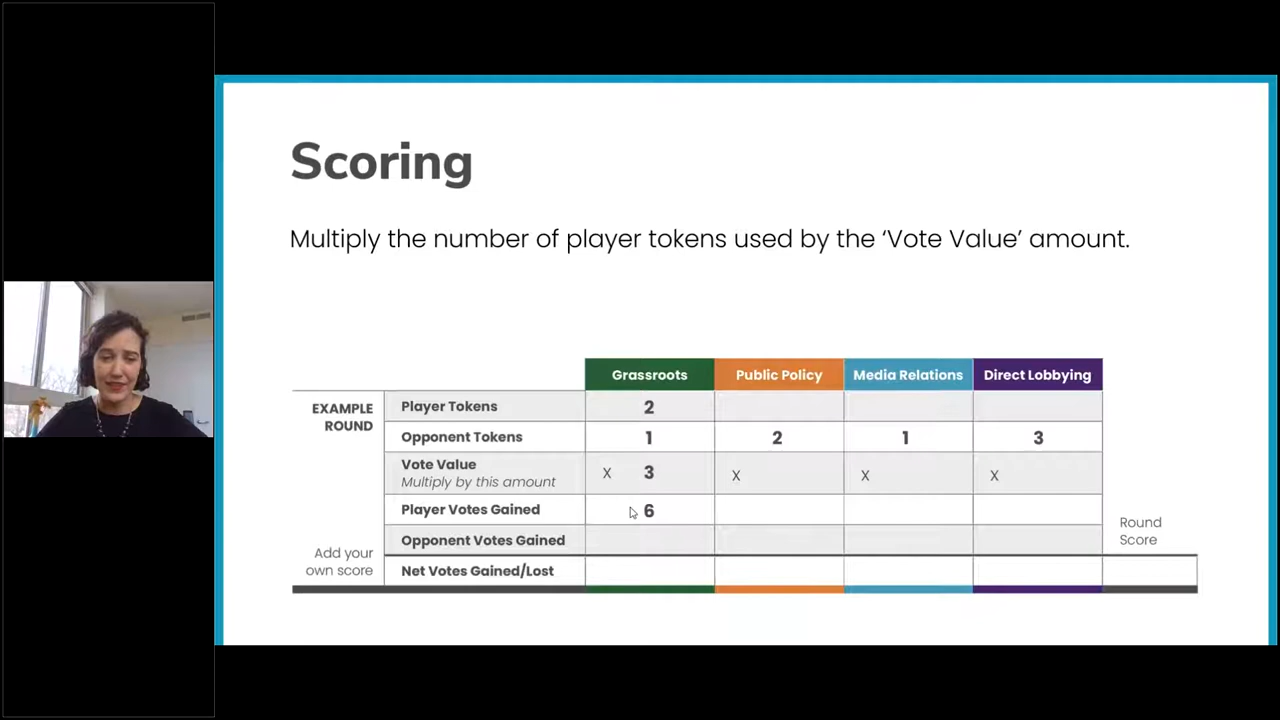 Scoring
Multiply the number of player tokens used by the ‘Vote Value’ amount.
Grassroots Public Policy Media Relations Direct Lobbying
EXAMPLE
ROUND
Player Tokens 2
Opponent Tokens 1 2 1 3
Vote Value
Multiply by this amount
X 3 X X X
Player Votes Gained 6
Opponent Votes Gained
Round
Score
Add your
own score
Net Votes Gained/Lost